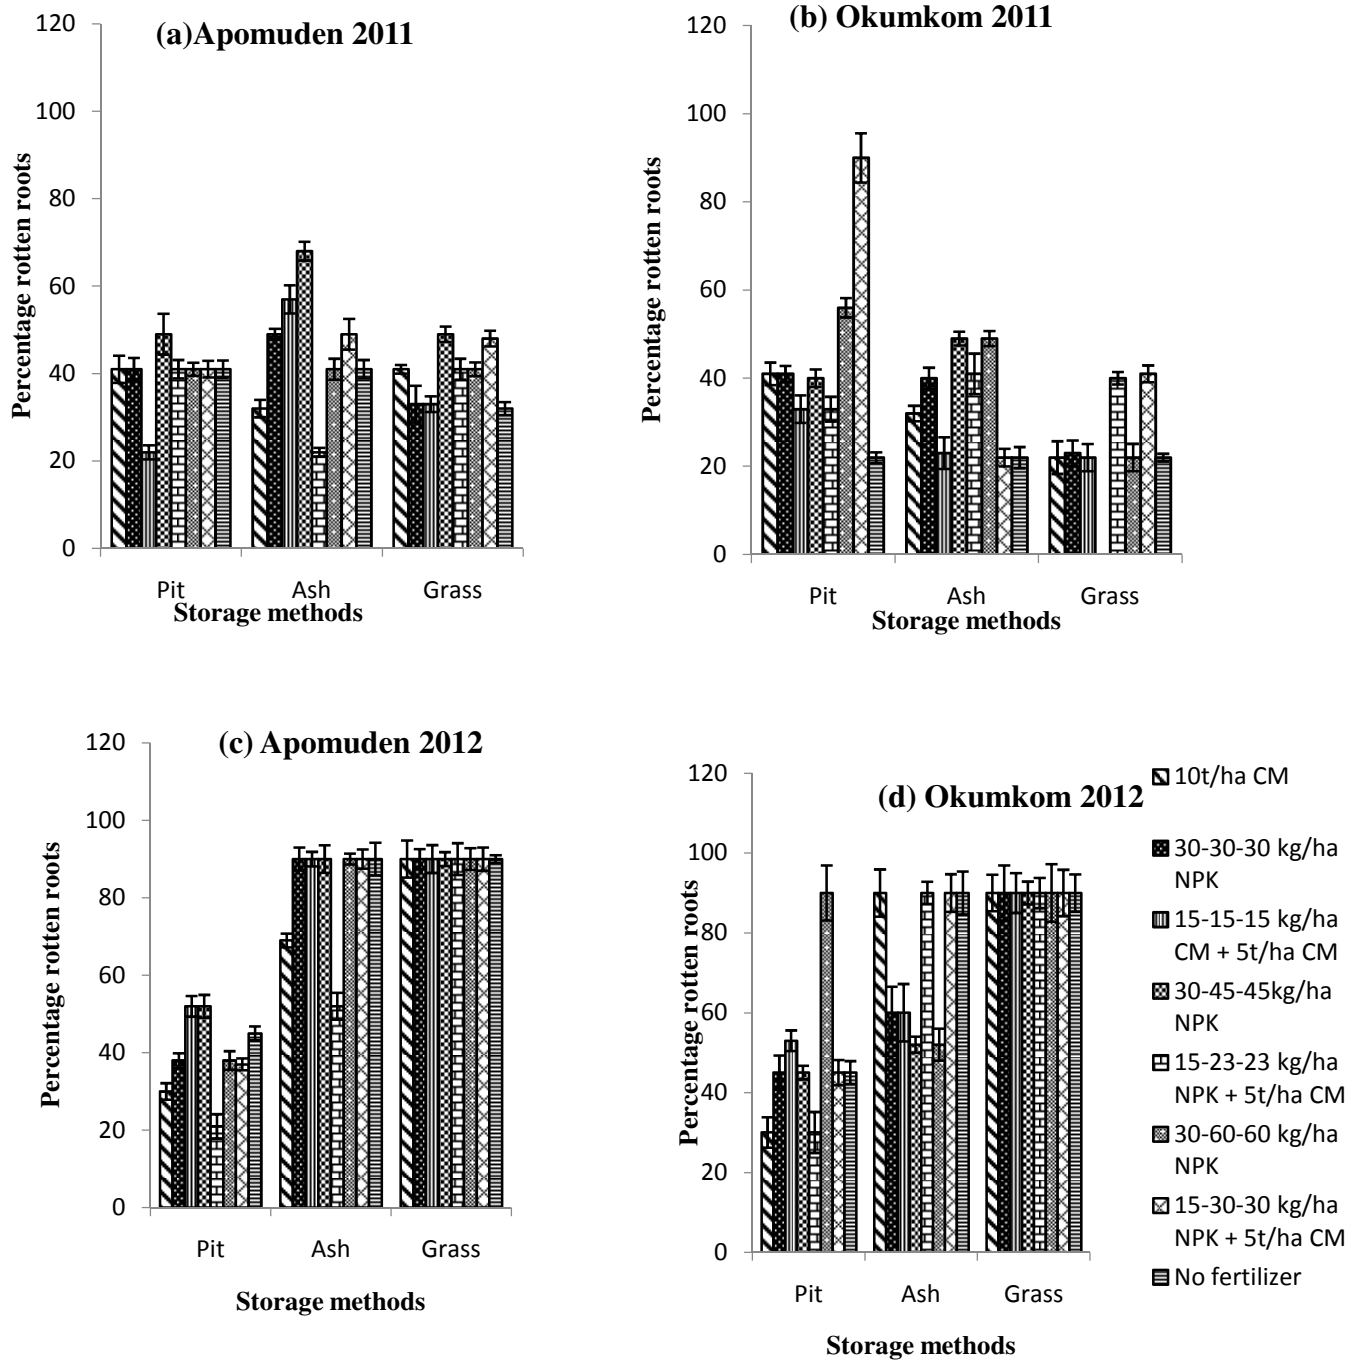 (a)Apomuden 2011
Percentage rotten roots
120
100
80
60
40
20
0
Pit
Ash
Grass
Storage methods
(b) Okumkom 2011
Percentage rotten roots
120
100
80
60
40
20
0
Pit
Ash
Grass
Storage methods
(c) Apomuden 2012
Percentage rotten roots
120
100
80
60
40
20
0
Pit
Ash
Grass
Storage methods
(d) Okumkom 2012
Percentage rotten roots
120
100
80
60
40
20
0
Pit
Ash
Grass
Storage methods
10t/ha CM
30-30-30 kg/ha
NPK
15-15-15 kg/ha
CM + 5t/ha CM
30-45-45kg/ha
NPK
15-23-23 kg/ha
NPK + 5t/ha CM
30-60-60 kg/ha
NPK
15-30-30 kg/ha
NPK + 5t/ha CM
No fertilizer